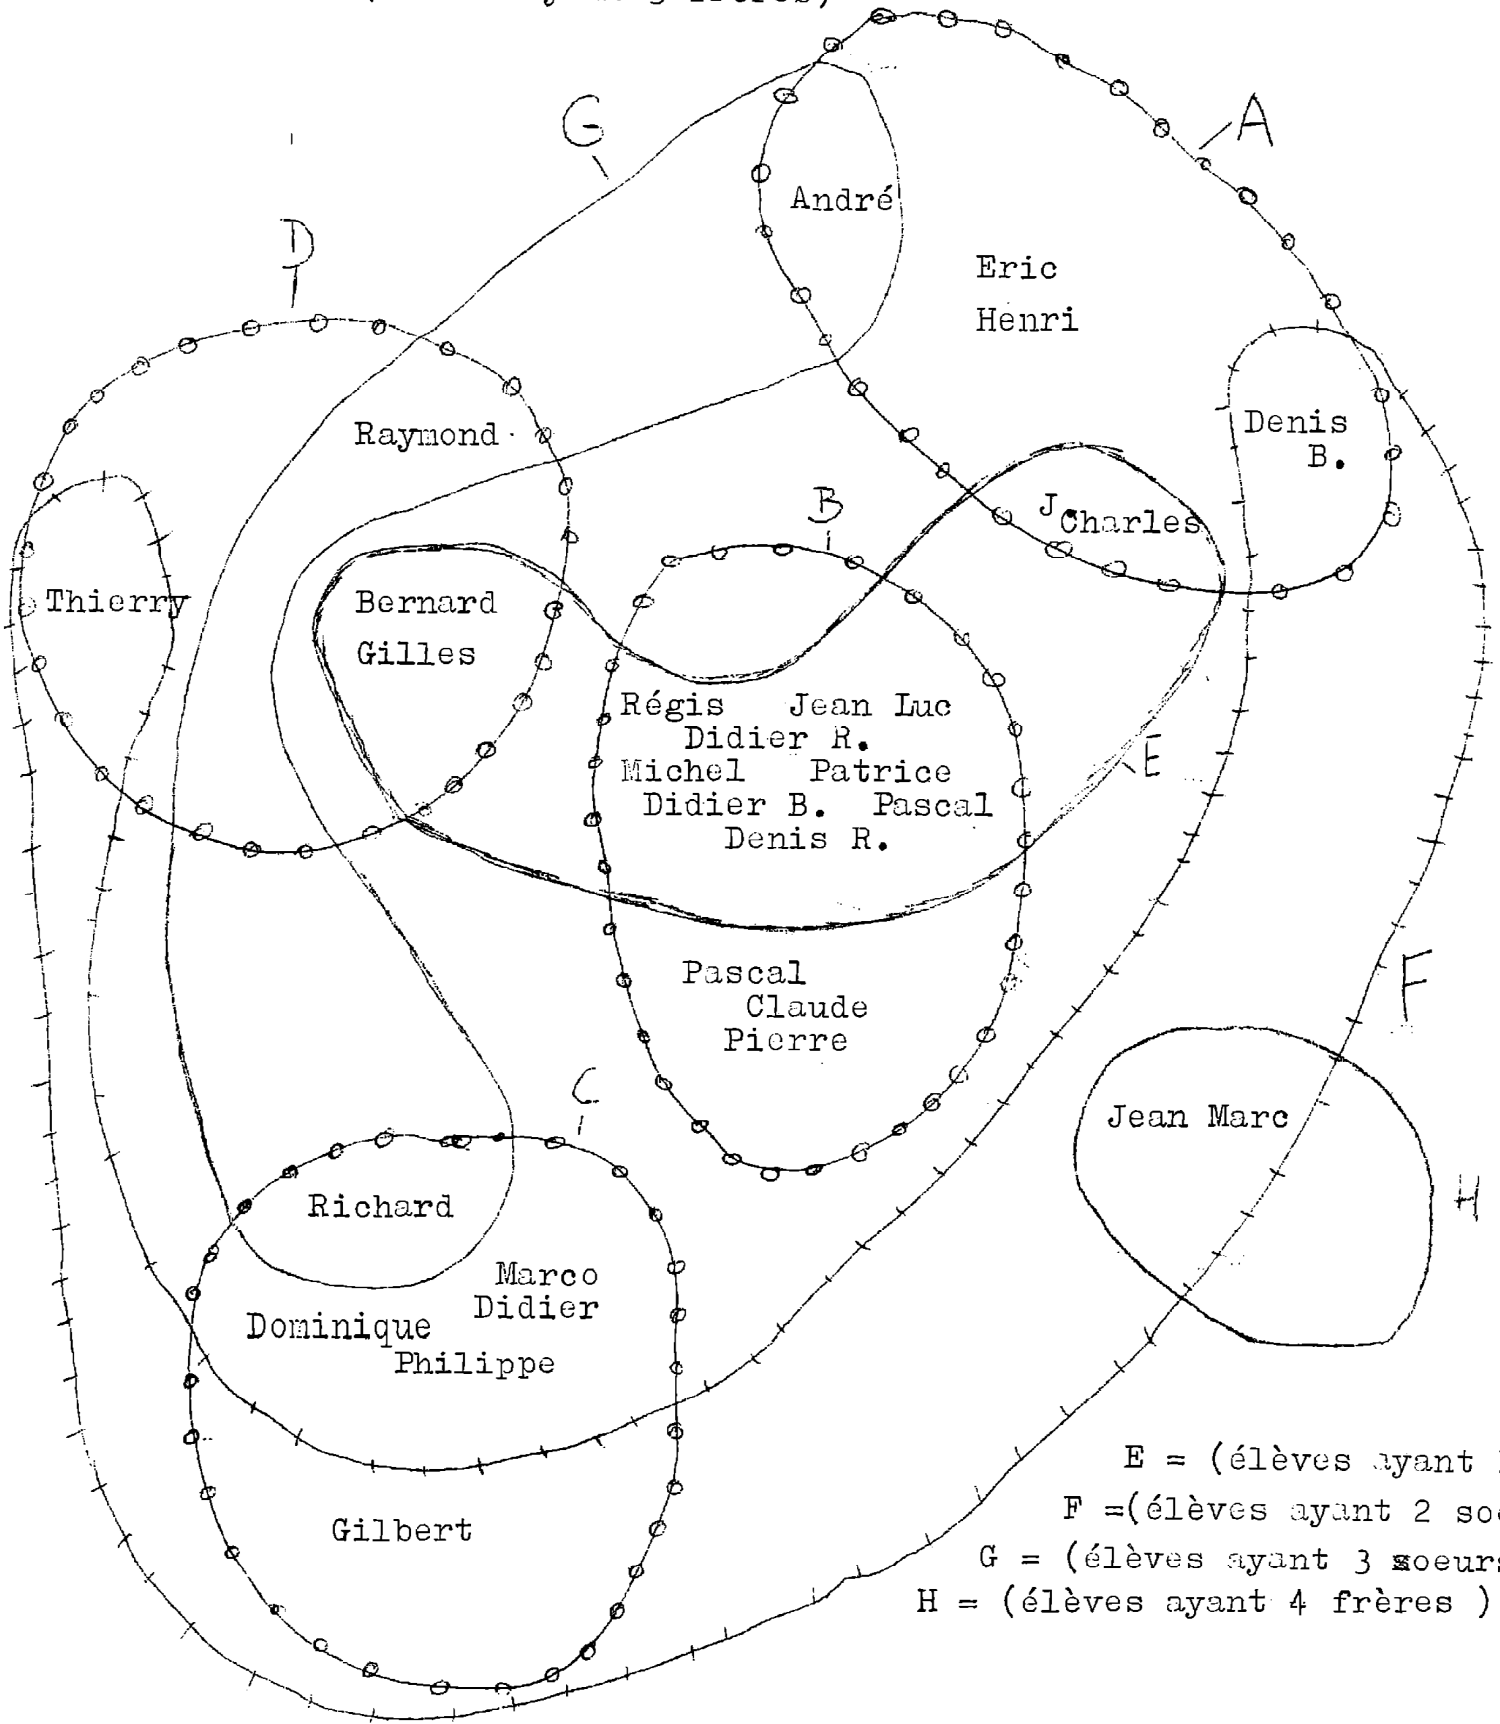 frères)
A
G
André
D
Eric
Henri
Denis
B.
Raymond
B
J.
Charles
Thierry
Bernard
Gilles
Régis Jean Luc
Didier R.
E
Michel Patrice
Didier B. Pascal
Denis R.
Pascal
Claude
Pierre
F
C
Jean Marc
H
Richard
Marco
Didier
Dominique
Philippe
E = (élèves ayant
F =(élèves ayant 2
Gilbert
G = (élèves ayant 3 soeurs
H = (élèves ayant 4 frères )